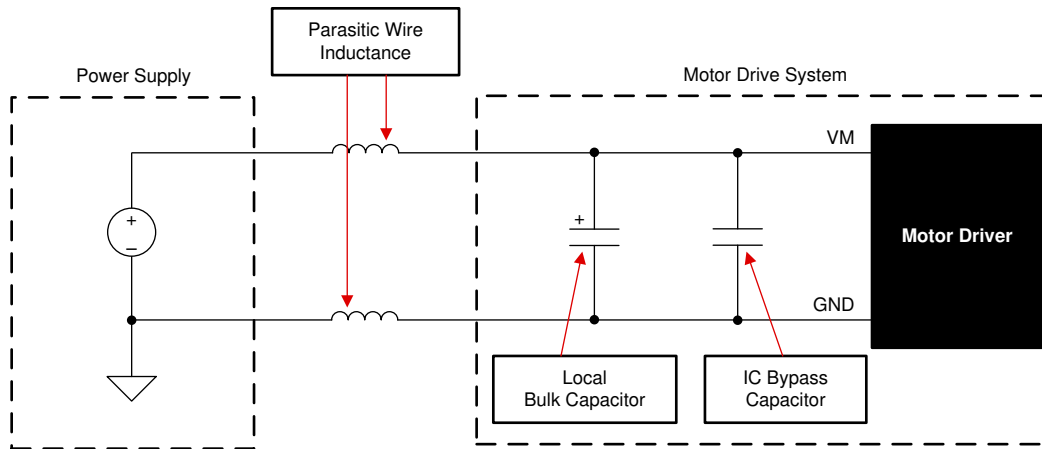 Parasitic Wire
Inductance
Power Supply
Motor Drive System
VM
+
–
+
Motor Driver
GND
Local
Bulk Capacitor
IC Bypass
Capacitor